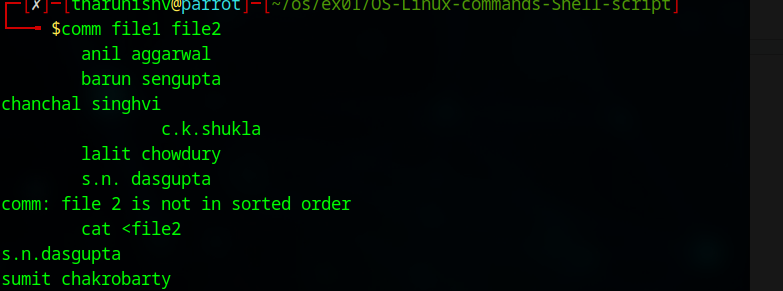 ┌─[✗]─[tharunishv@parrot]─[~/os/ex01/OS-Linux-commands-Shell-script]
└──╼ $comm file1 file2
        anil aggarwal
        barun sengupta
chanchal singhvi
                c.k.shukla
        lalit chowdury
        s.n. dasgupta
comm: file 2 is not in sorted order
        cat <file2
s.n.dasgupta
sumit chakrobarty